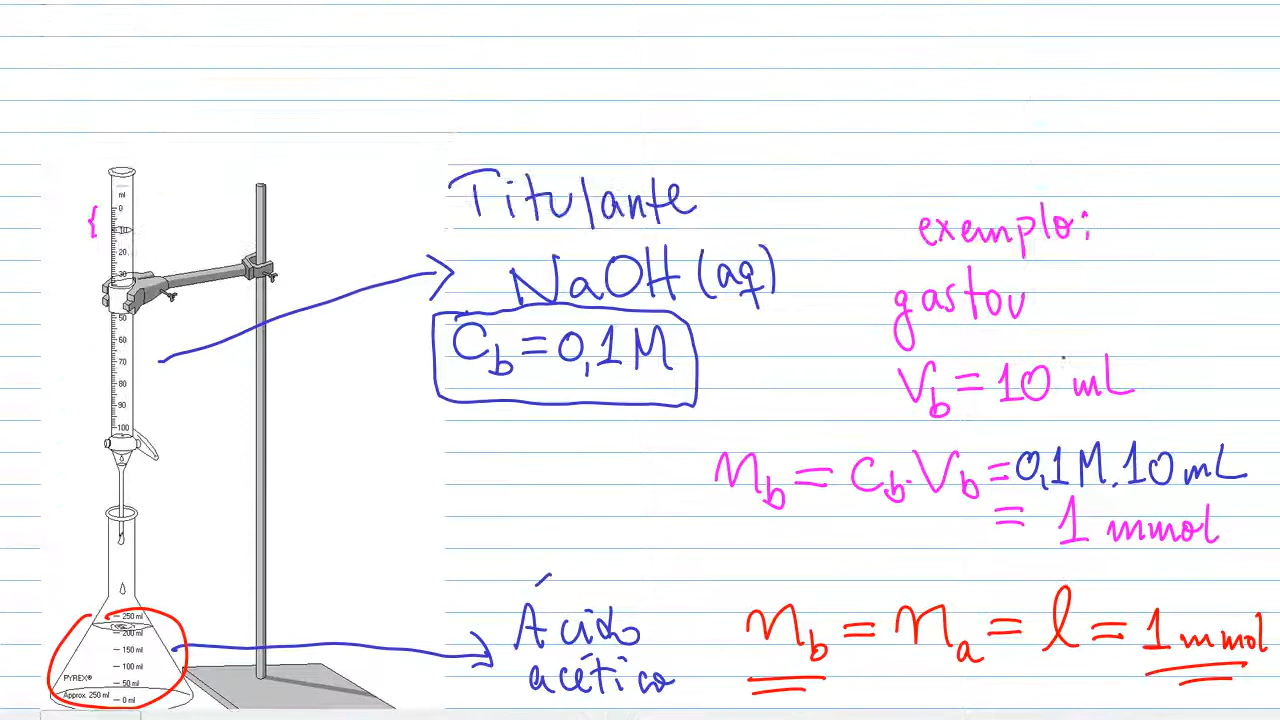 Titulante
NaOH (aq)
Cb = 0,1 M
exemplo:
gastou
Vb = 10 mL
nb = Cb. Vb = 0,1 M . 10 mL
= 1 mmol
Ácido
acético
nb = na = l = 1 mmol
ml
0
10
20
30
50
60
70
80
90
100
250 ml
200 ml
150 ml
100 ml
50 ml
0 ml
PYREX®
Approx. 250 ml